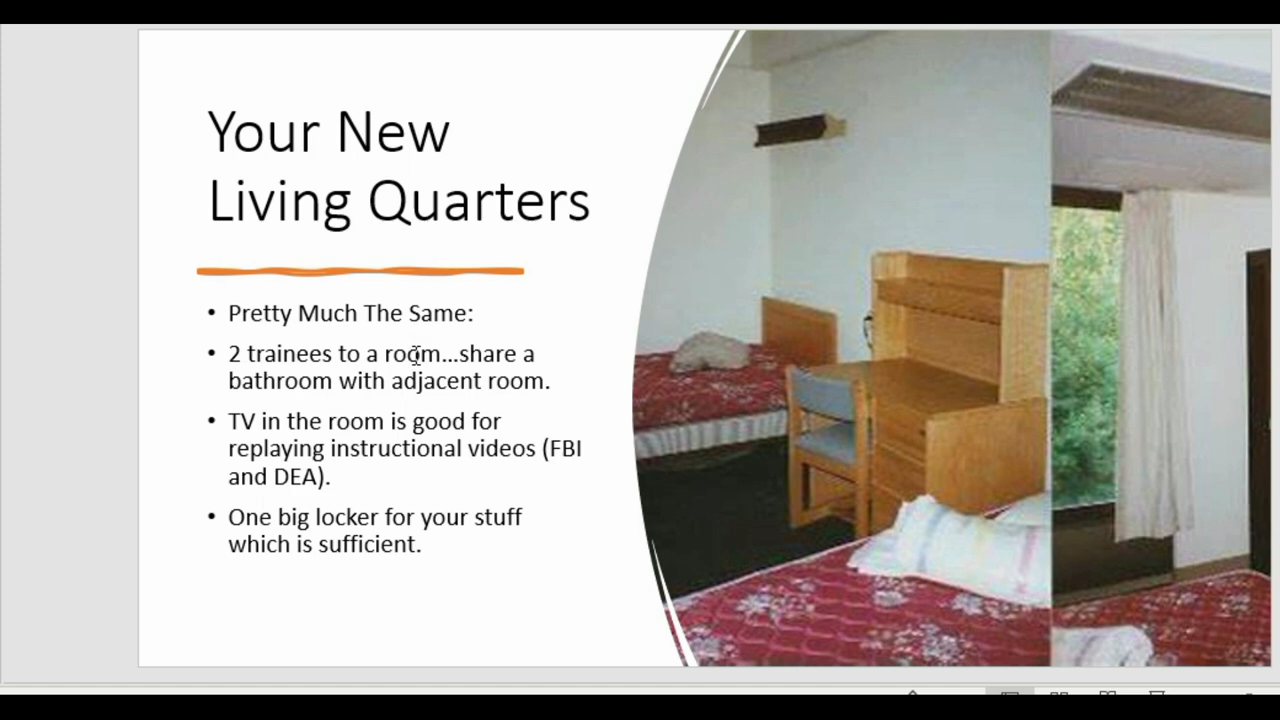 Your New
Living Quarters
• Pretty Much The Same:
• 2 trainees to a room...share a
bathroom with adjacent room.
• TV in the room is good for
replaying instructional videos (FBI
and DEA).
• One big locker for your stuff
which is sufficient.